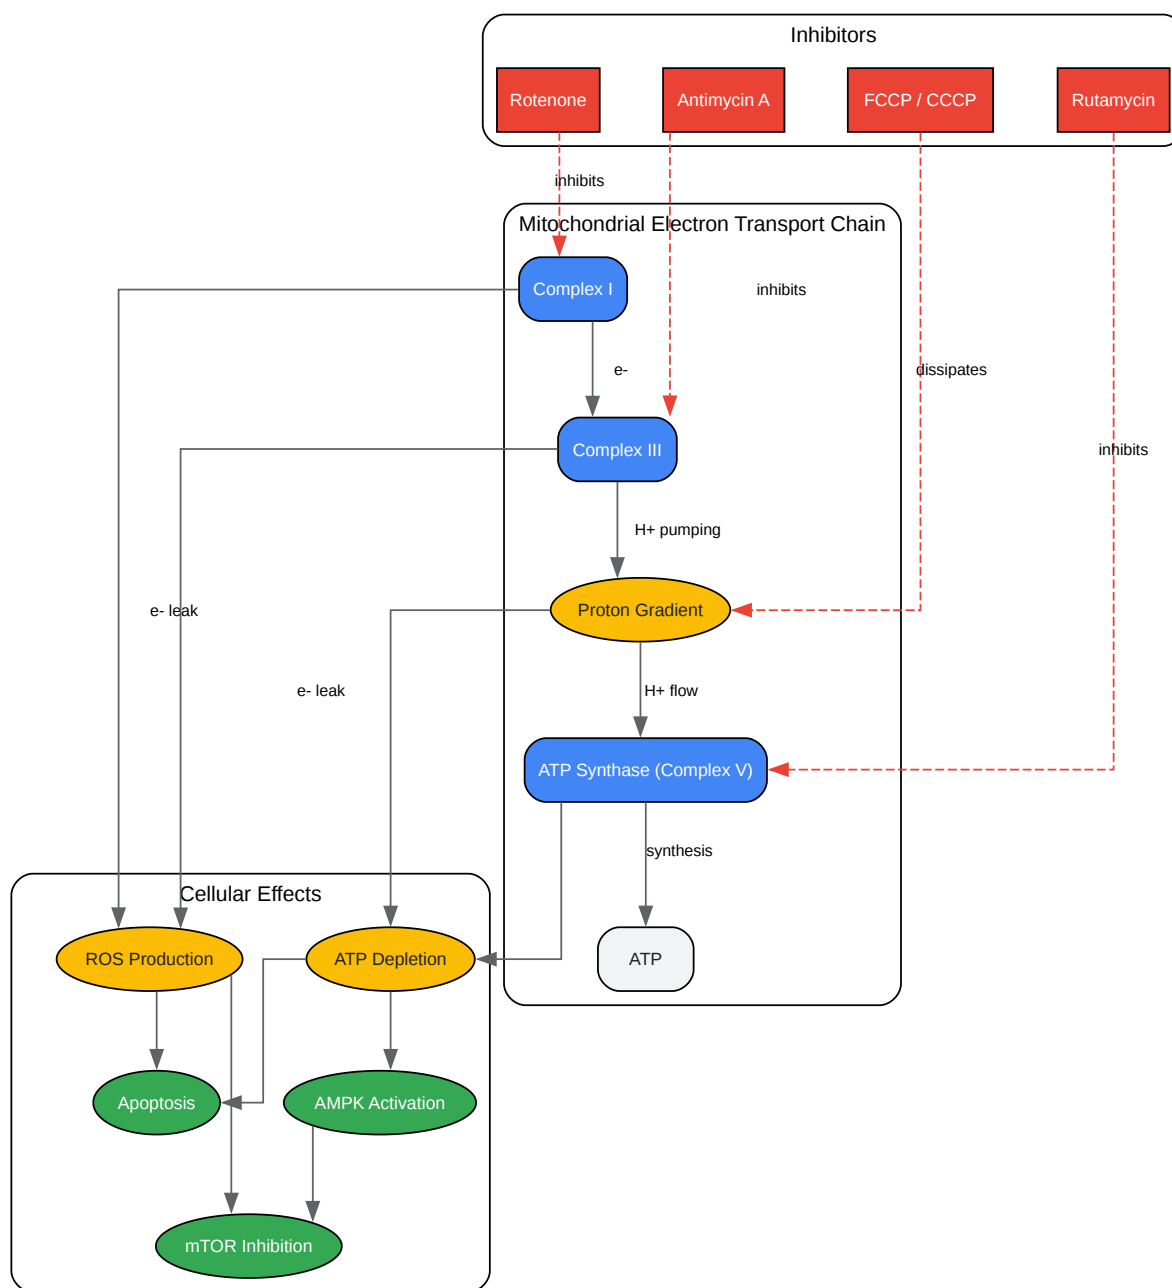 Inhibitors
Rotenone
Antimycin A
FCCP / CCCP
Rutamycin
inhibits
Mitochondrial Electron Transport Chain
Complex I
inhibits
e-
dissipates
Complex III
inhibits
H+ pumping
Proton Gradient
e- leak
e- leak
H+ flow
ATP Synthase (Complex V)
synthesis
Cellular Effects
ROS Production
ATP Depletion
ATP
Apoptosis
AMPK Activation
mTOR Inhibition